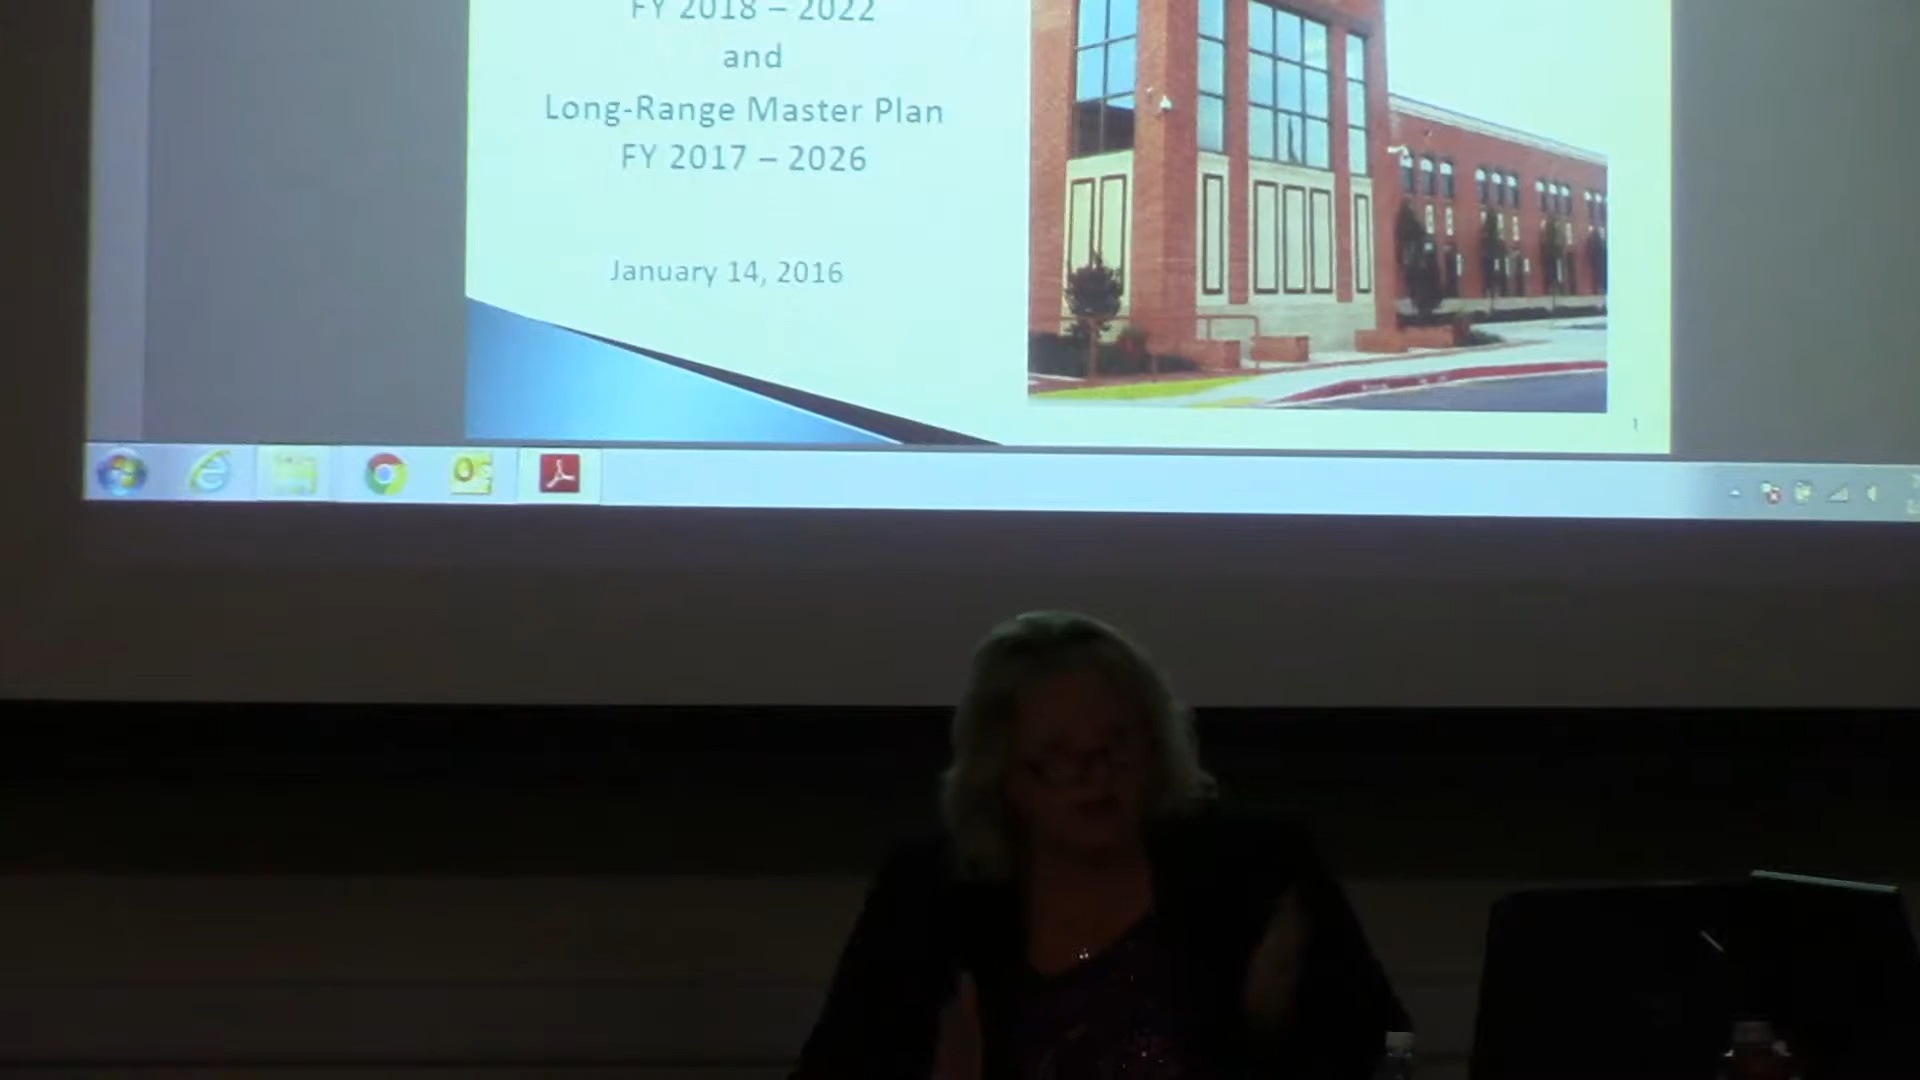 FY 2018 – 2022
and
Long-Range Master Plan
FY 2017 – 2026
January 14, 2016
1